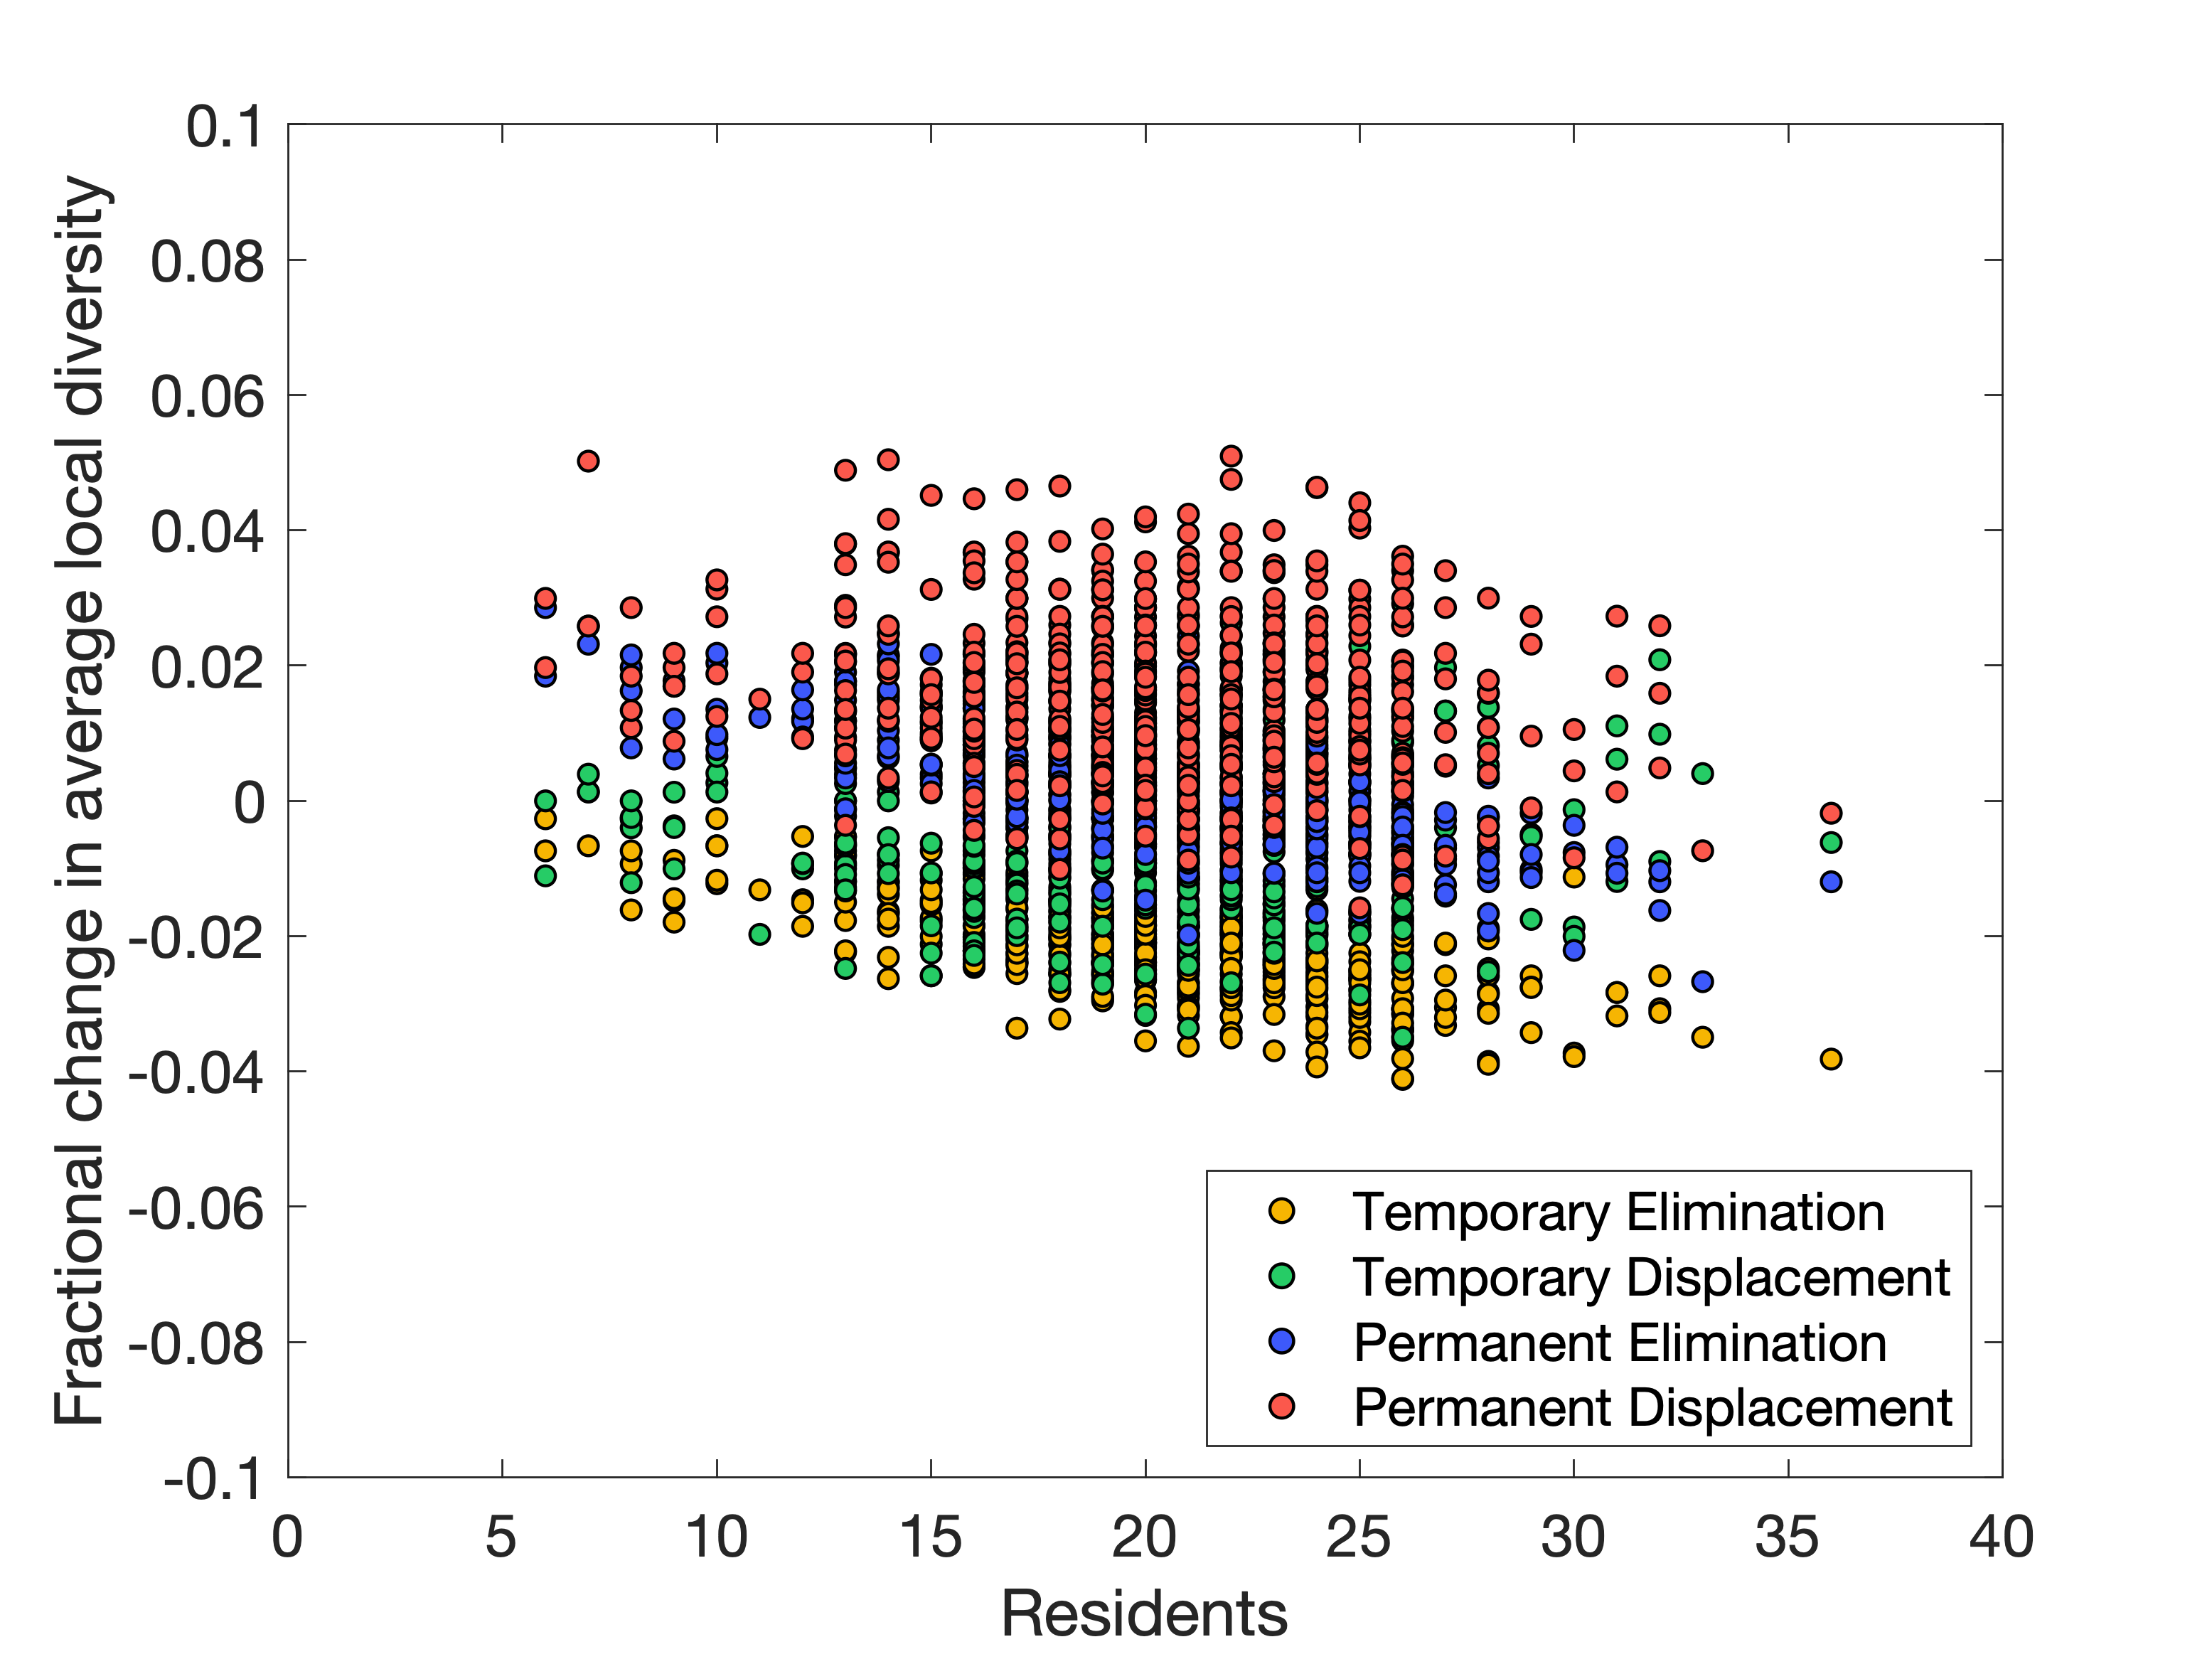 Fractional change in average local diversity
0.1
0.08
0.06
0.04
0.02
0
-0.02
-0.04
-0.06
-0.08
-0.1
Temporary Elimination
Temporary Displacement
Permanent Elimination
Permanent Displacement
0 5 10 15 20 25 30 35 40
Residents